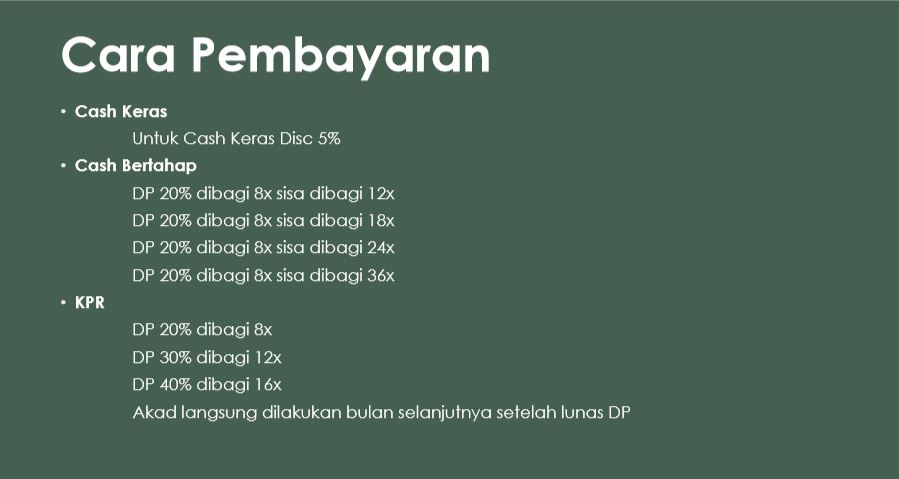 Cara Pembayaran
• Cash Keras
Untuk Cash Keras Disc 5%
• Cash Bertahap
DP 20% dibagi 8x sisa dibagi 12x
DP 20% dibagi 8x sisa dibagi 18x
DP 20% dibagi 8x sisa dibagi 24x
DP 20% dibagi 8x sisa dibagi 36x
• KPR
DP 20% dibagi 8x
DP 30% dibagi 12x
DP 40% dibagi 16x
Akad langsung dilakukan bulan selanjutnya setelah lunas DP